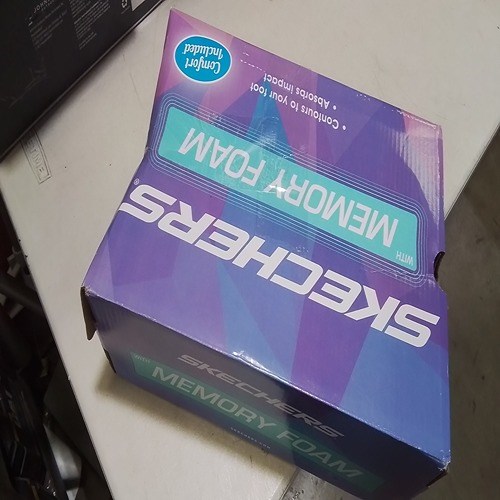 SKECHERS®
WITH
MEMORY FOAM
• Contours to your foot
• Absorbs impact
Comfort
Included
SKECHERS
MEMORY FOAM